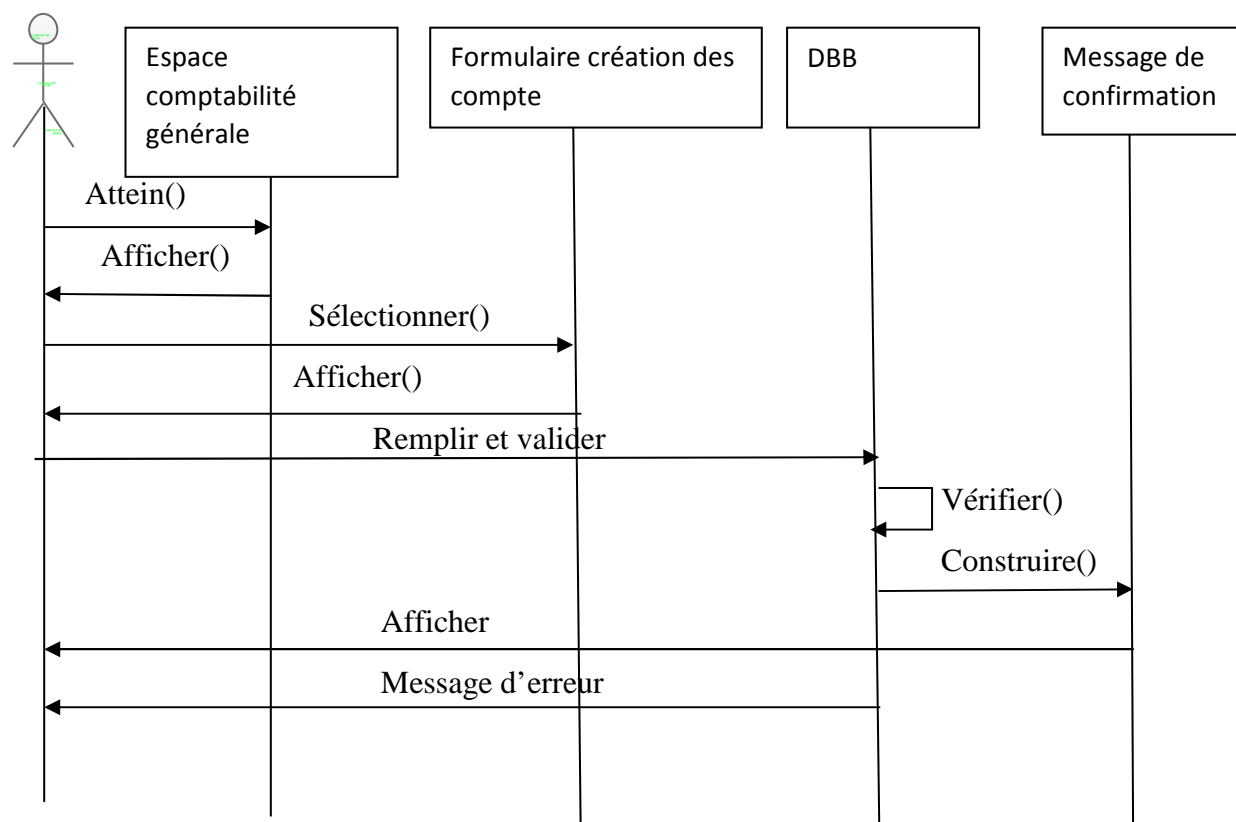 Espace
comptabilité
générale
Formulaire création des
compte
DBB
Message de
confirmation
Attein()
Afficher()
Sélectionner()
Afficher()
Remplir et valider
Vérifier()
Construire()
Afficher
Message d’erreur